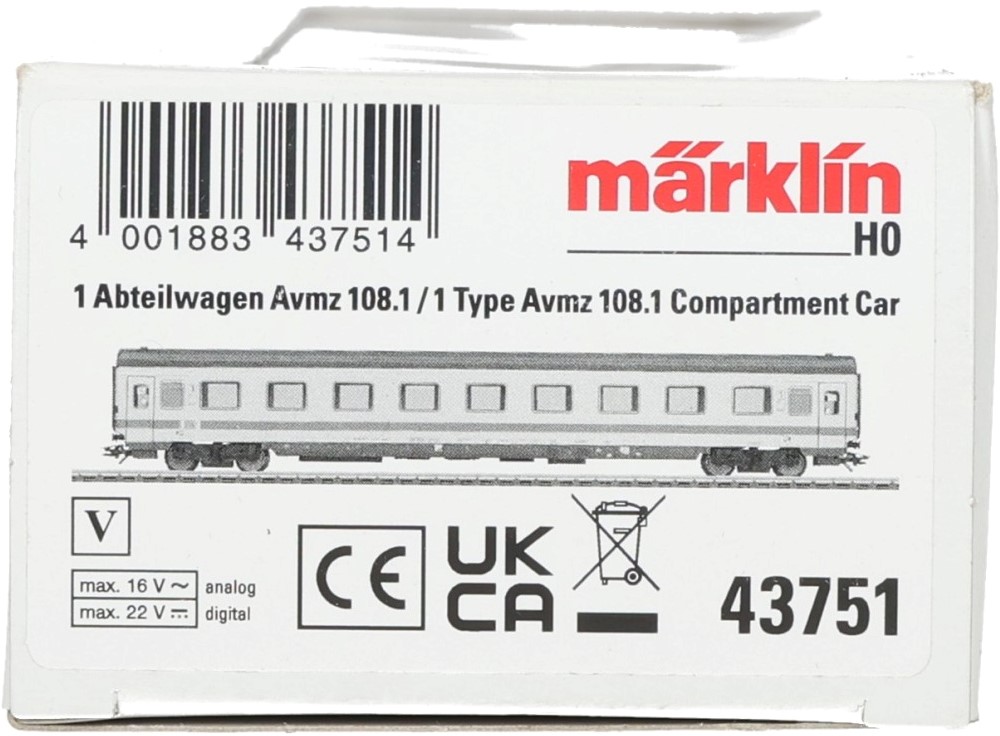 4 001883 437514
märklin
H0
1 Abteilwagen Avmz 108.1 / 1 Type Avmz 108.1 Compartment Car
V
max. 16 V ~ analog
max. 22 V ⎓ digital
CE
UK
CA
43751